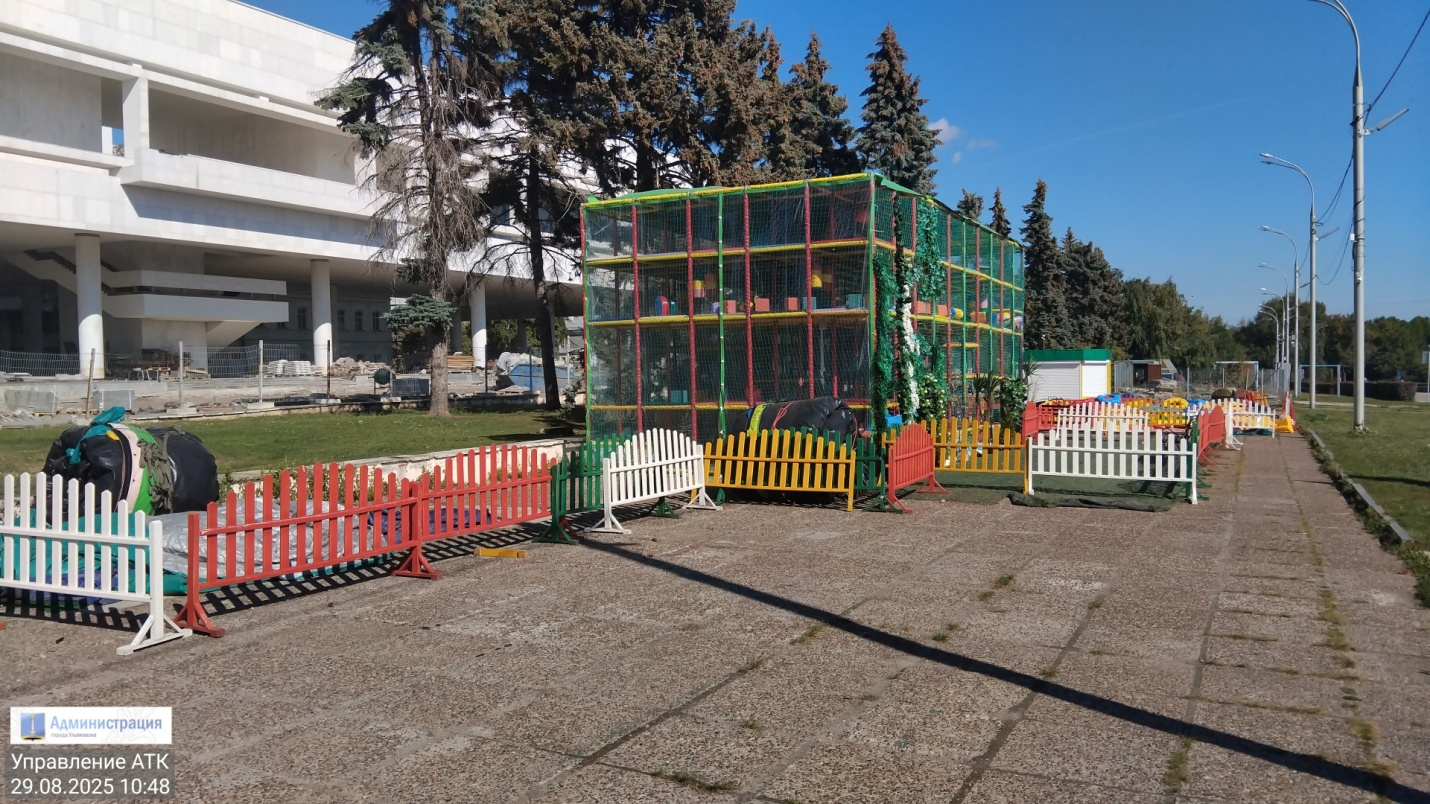 Администрация
города Ульяновска
Управление АТК
29.08.2025 10:48